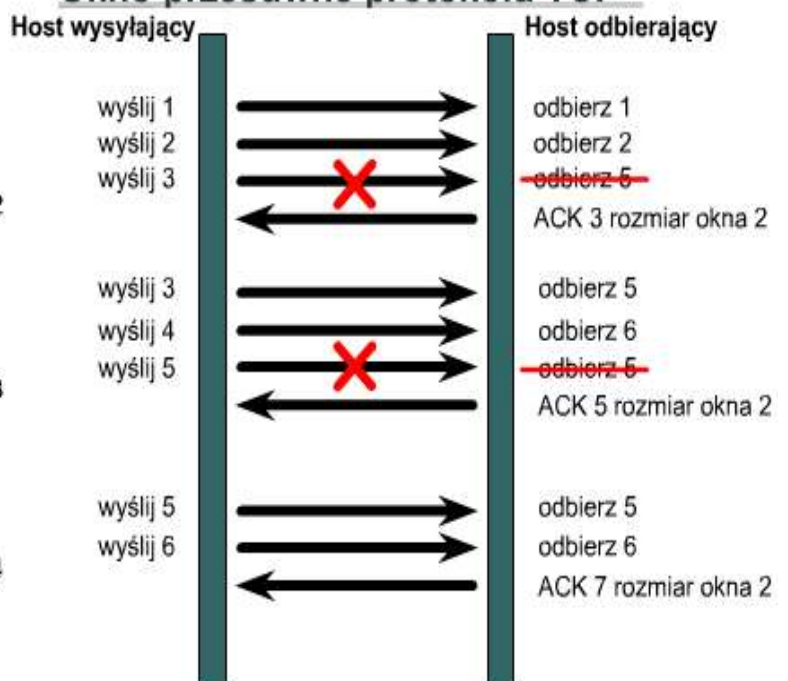 Host wysyłający Host odbierający
wyślij 1 odbierz 1
wyślij 2 odbierz 2
wyślij 3 odbierz 5
ACK 3 rozmiar okna 2
wyślij 3 odbierz 5
wyślij 4 odbierz 6
wyślij 5 odbierz 5
ACK 5 rozmiar okna 2
wyślij 5 odbierz 5
wyślij 6 odbierz 6
ACK 7 rozmiar okna 2